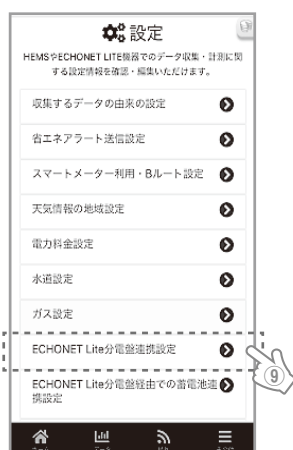 設定
HEMSやECHONET LITE機器でのデータ収集・計測に関
する設定情報を確認・編集いただけます。
収集するデータの由来の設定
省エネアラート送信設定
スマートメーター利用・Bルート設定
天気情報の地域設定
電力料金設定
水道設定
ガス設定
ECHONET Lite分電盤連携設定
⑨
ECHONET Lite分電盤経由での蓄電池連
携設定